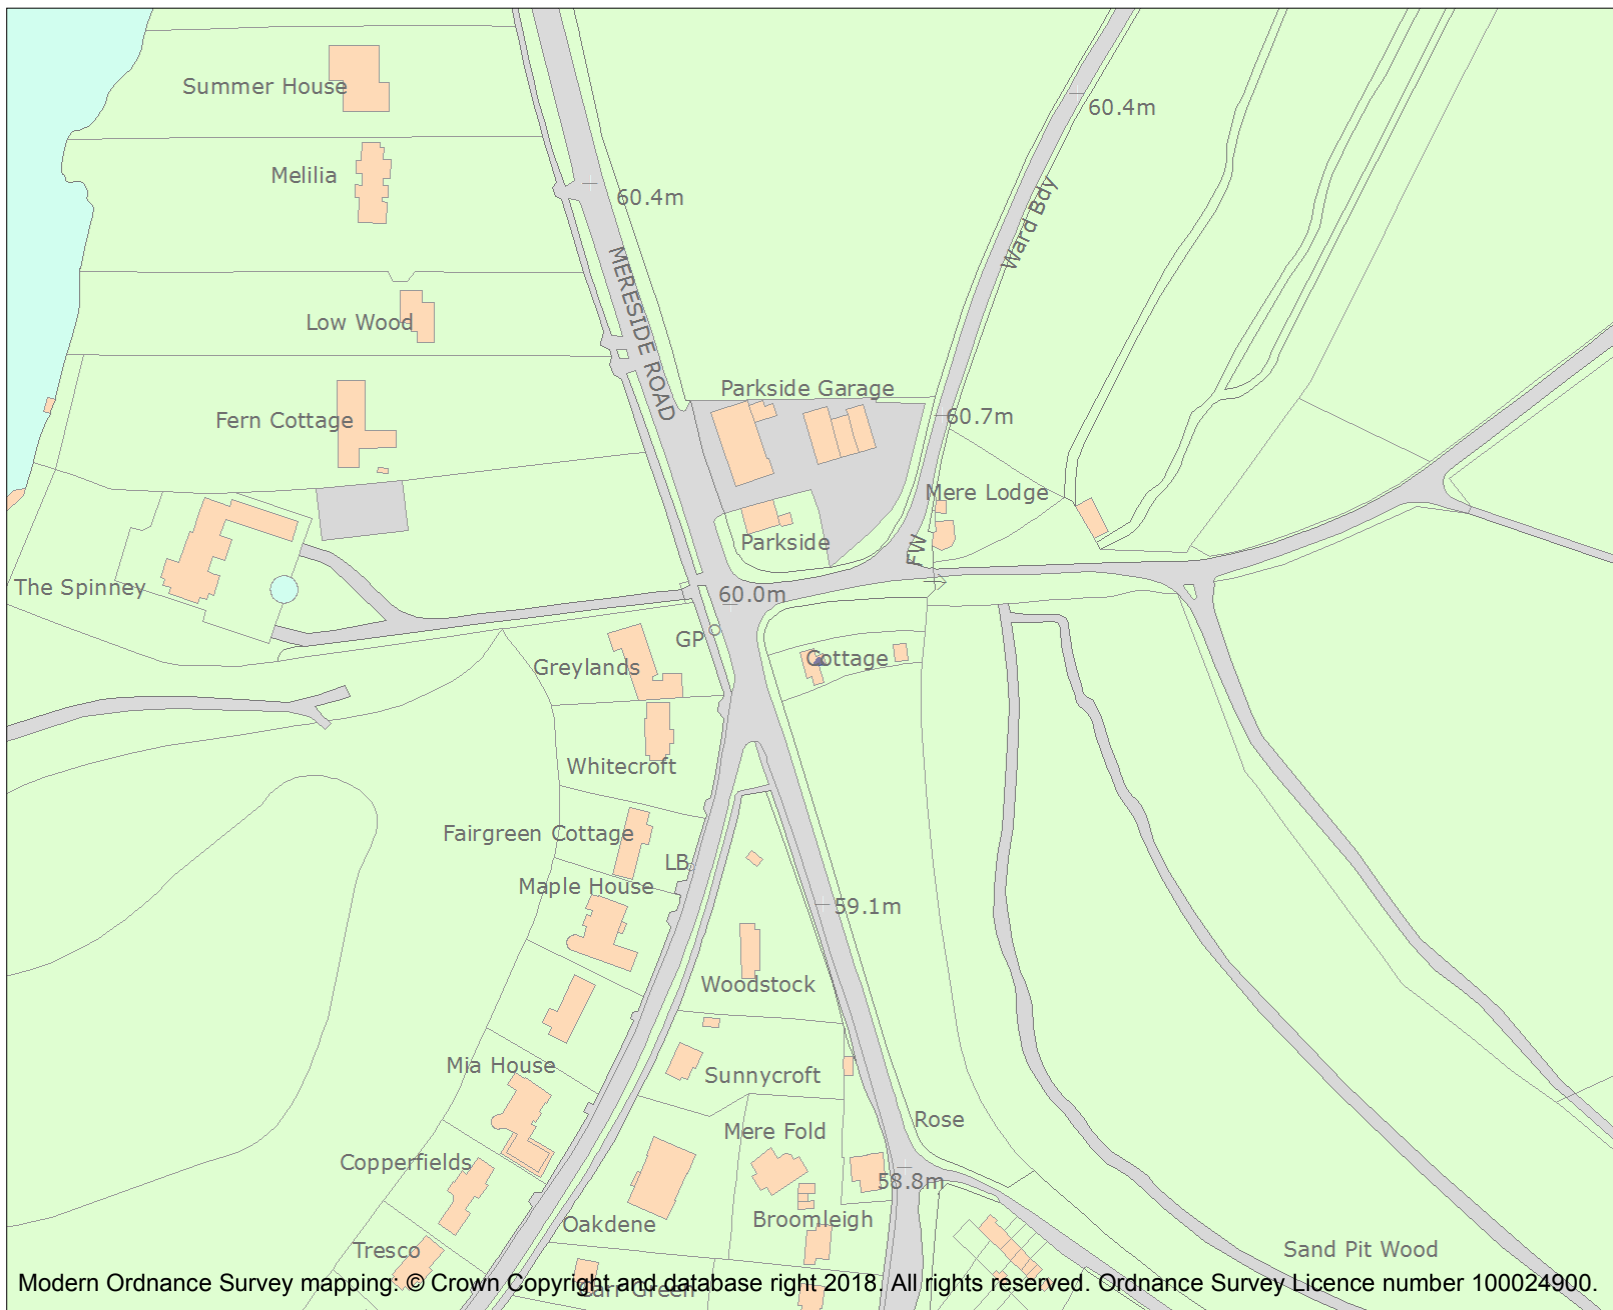 Summer House
60.4m
Melilia
60.4m
Ward Bdy
MERESIDE ROAD
Low Wood
Parkside Garage
Fern Cottage
60.7m
Mere Lodge
Parkside
FW
The Spinney
60.0m
GP
Greylands
Cottage
Whitecroft
Fairgreen Cottage
LB
Maple House
59.1m
Woodstock
Mia House
Sunnycroft
Rose
Mere Fold
Copperfields
58.8m
Oakdene
Broomleigh
Tresco
Sand Pit Wood
Carr Green
Modern Ordnance Survey mapping: © Crown Copyright and database right 2018. All rights reserved. Ordnance Survey Licence number 100024900.